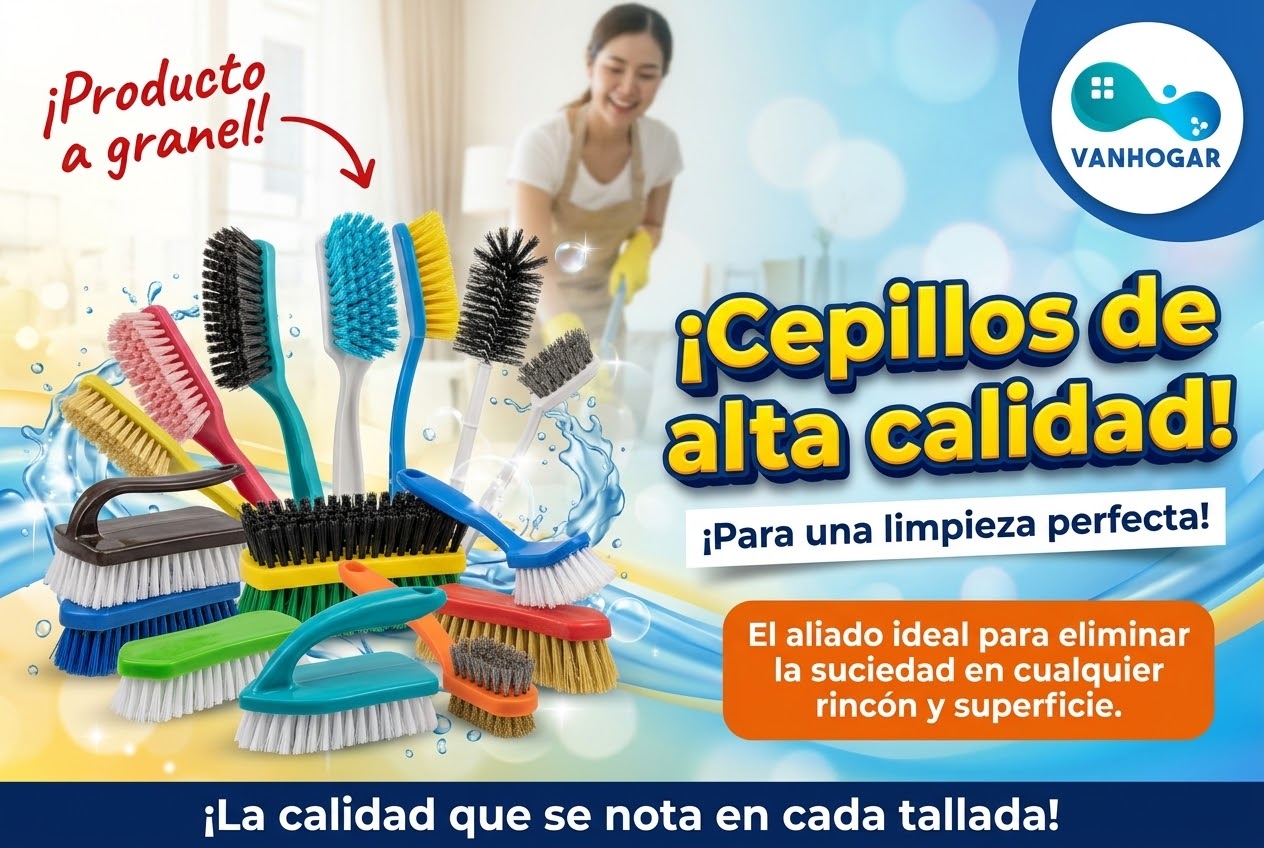 ¡Producto
a granel!
VANHOGAR
¡Cepillos de
alta calidad!
¡Para una limpieza perfecta!
El aliado ideal para eliminar
la suciedad en cualquier
rincón y superficie.
¡La calidad que se nota en cada tallada!